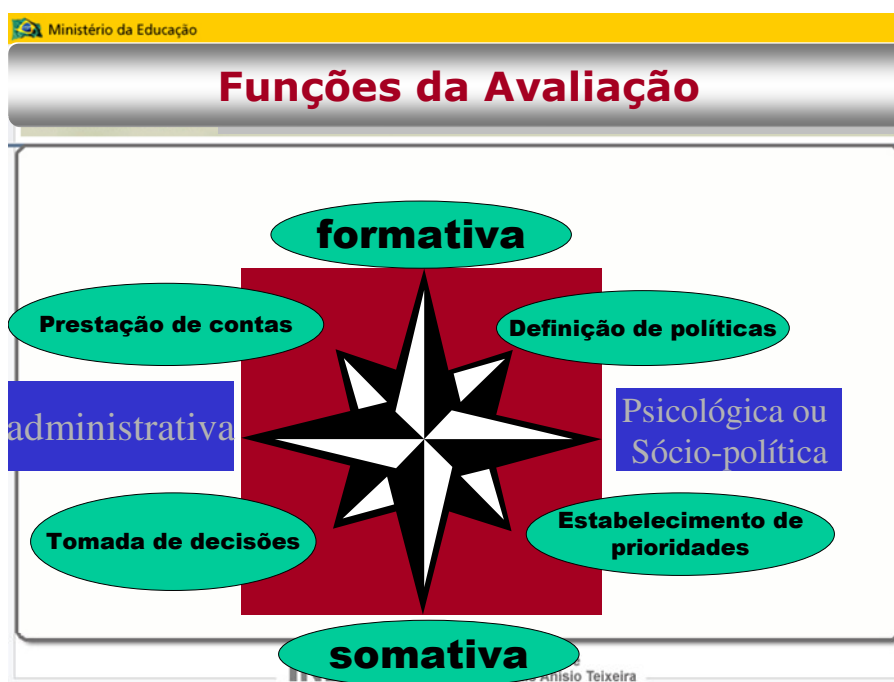 Ministério da Educação
Funções da Avaliação
formativa
Prestação de contas
Definição de políticas
administrativa
Psicológica ou
Sócio-política
Tomada de decisões
Estabelecimento de
prioridades
somativa
Anísio Teixeira